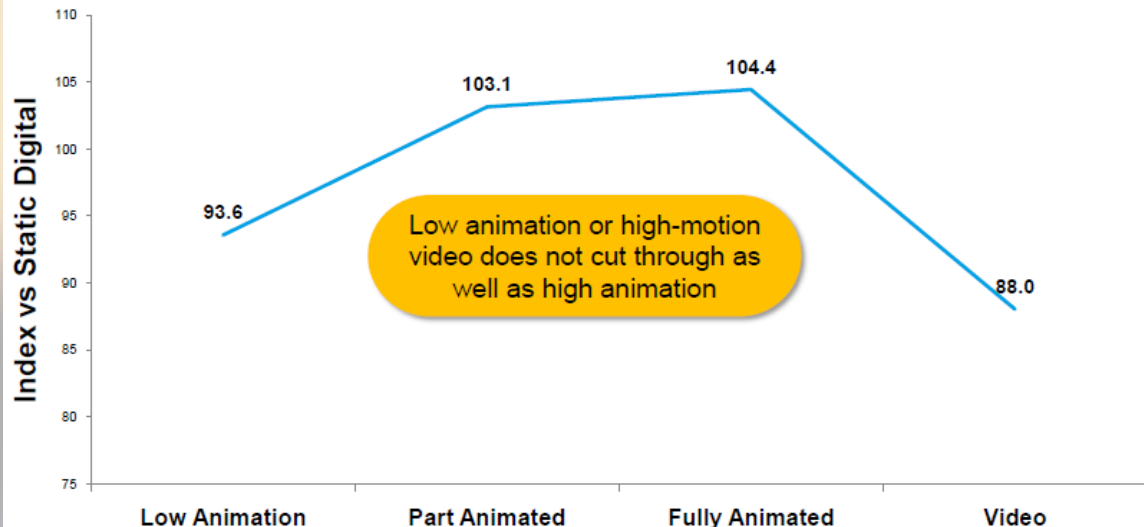 110
105
100
95
90
85
80
75
Index vs Static Digital
93.6
103.1
104.4
88.0
Low animation or high-motion
video does not cut through as
well as high animation
Low Animation
Part Animated
Fully Animated
Video